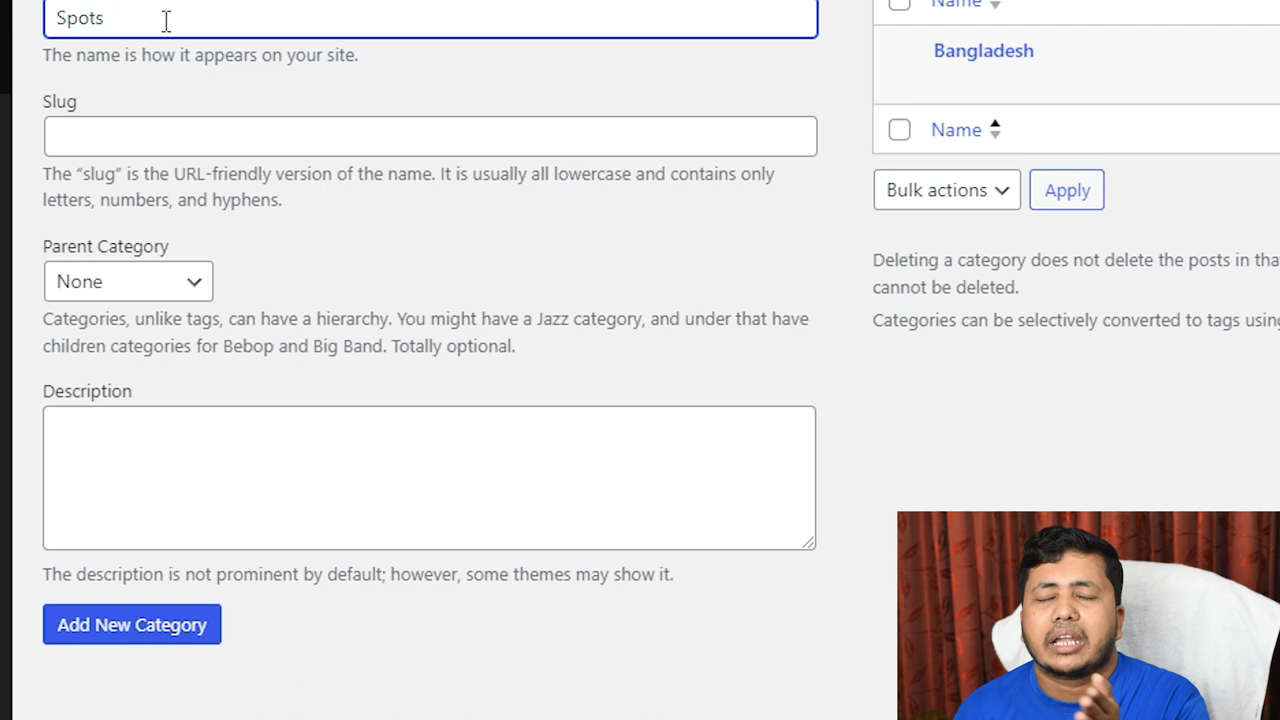 Spots
The name is how it appears on your site.
Slug
The “slug” is the URL-friendly version of the name. It is usually all lowercase and contains only
letters, numbers, and hyphens.
Parent Category
None
Categories, unlike tags, can have a hierarchy. You might have a Jazz category, and under that have
children categories for Bebop and Big Band. Totally optional.
Description
The description is not prominent by default; however, some themes may show it.
Add New Category
Name
Bangladesh
Name
Bulk actions
Apply
Deleting a category does not delete the posts in tha
cannot be deleted.
Categories can be selectively converted to tags using